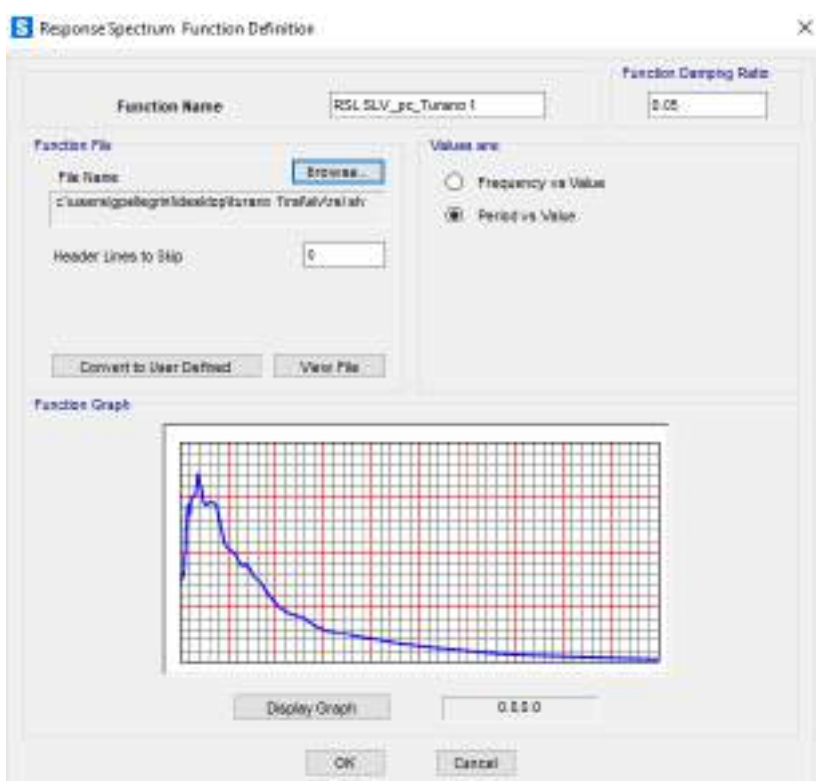 S Response Spectrum Function Definition
Function Damping Ratio
Function Name
RSL SLV_pc_Turano 1
0.05
Function File
Values are:
File Name
Browse...
Frequency vs Value
Period vs Value
Header Lines to Skip
0
Convert to User Defined
View File
Function Graph
Display Graph
OK
Cancel